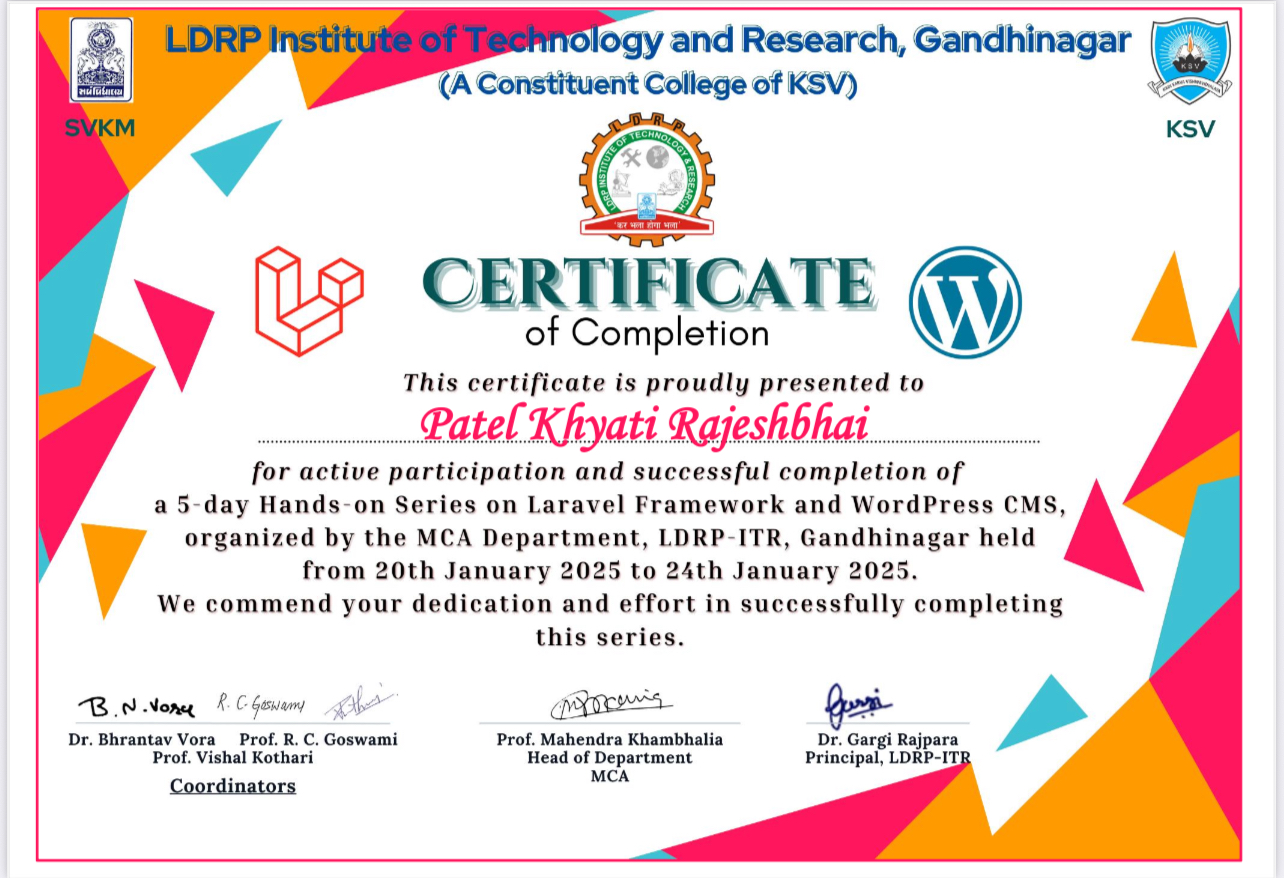 LDRP Institute of Technology and Research, Gandhinagar
(A Constituent College of KSV)
સર્વ વિદ્યાલય
SVKM
KSV
KSV
LDRP
LDRP INSTITUTE OF TECHNOLOGY & RESEARCH
'कर भला होगा भला'
CERTIFICATE
of Completion
This certificate is proudly presented to
Patel Khyati Rajeshbhai
for active participation and successful completion of
a 5-day Hands-on Series on Laravel Framework and WordPress CMS,
organized by the MCA Department, LDRP-ITR, Gandhinagar held
from 20th January 2025 to 24th January 2025.
We commend your dedication and effort in successfully completing
this series.
B.N.Vora R.C.Goswami
Dr. Bhrantav Vora Prof. R. C. Goswami
Prof. Vishal Kothari
Coordinators
Prof. Mahendra Khambhalia
Head of Department
MCA
Dr. Gargi Rajpara
Principal, LDRP-ITR